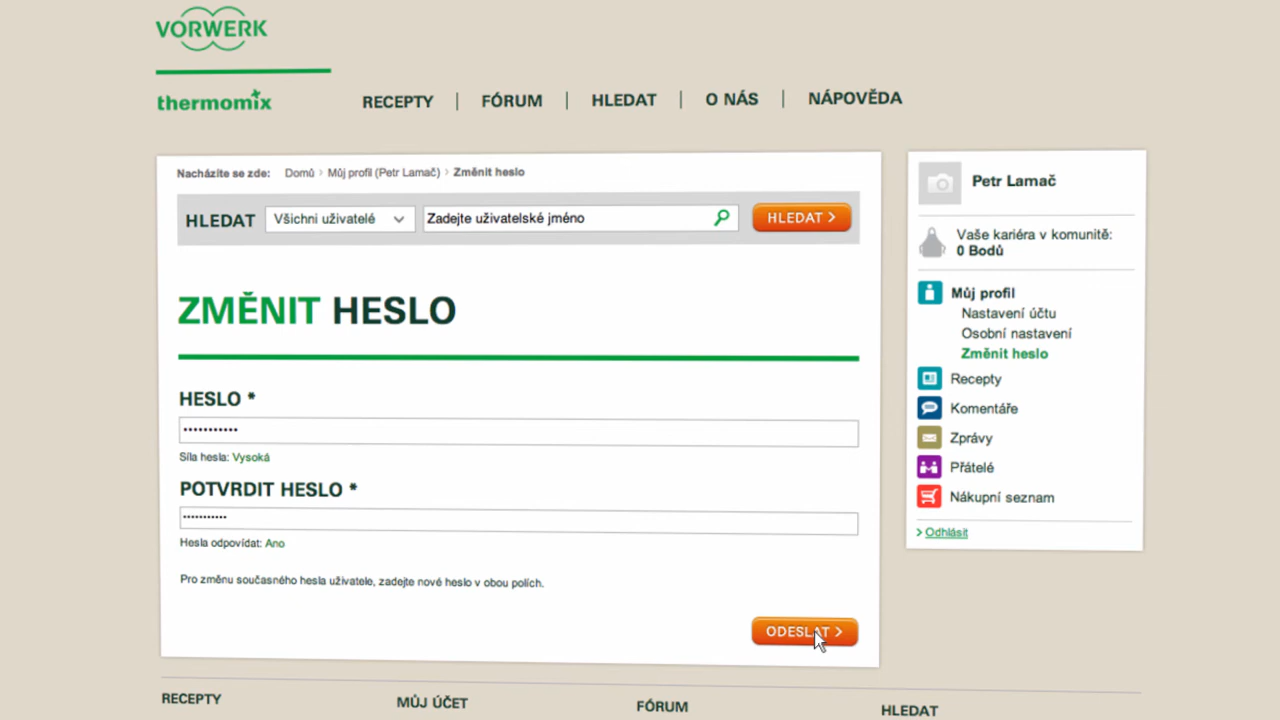 VORWERK
thermomix
RECEPTY | FÓRUM | HLEDAT | O NÁS | NÁPOVĚDA
Nacházíte se zde: Domů › Můj profil (Petr Lamač) › Změnit heslo
HLEDAT Všichni uživatelé Zadejte uživatelské jméno HLEDAT >
ZMĚNIT HESLO
HESLO *
•••••••••••
Síla hesla: Vysoká
POTVRDIT HESLO *
•••••••••••
Hesla odpovídat: Ano
Pro změnu současného hesla uživatele, zadejte nové heslo v obou polích.
ODESLAT >
Petr Lamač
Vaše kariéra v komunitě:
0 Bodů
Můj profil
Nastavení účtu
Osobní nastavení
Změnit heslo
Recepty
Komentáře
Zprávy
Přátelé
Nákupní seznam
> Odhlásit
RECEPTY MŮJ ÚČET FÓRUM HLEDAT